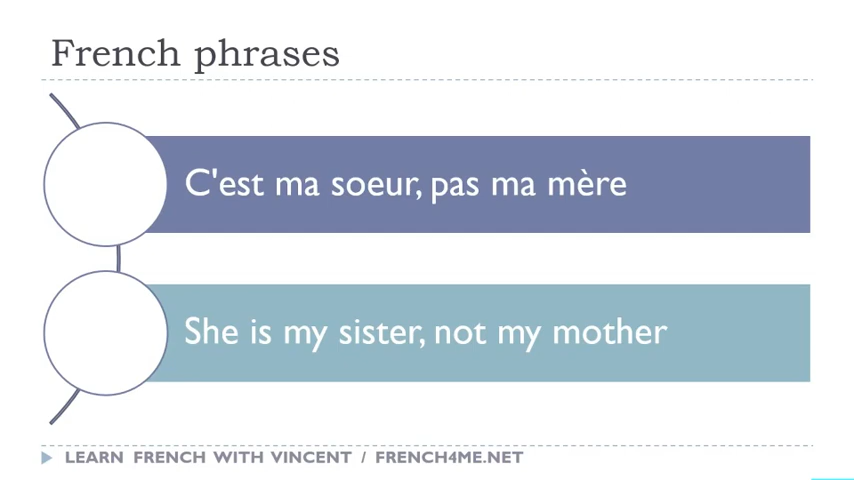 French phrases
C'est ma soeur, pas ma mère
She is my sister, not my mother
LEARN FRENCH WITH VINCENT / FRENCH4ME.NET